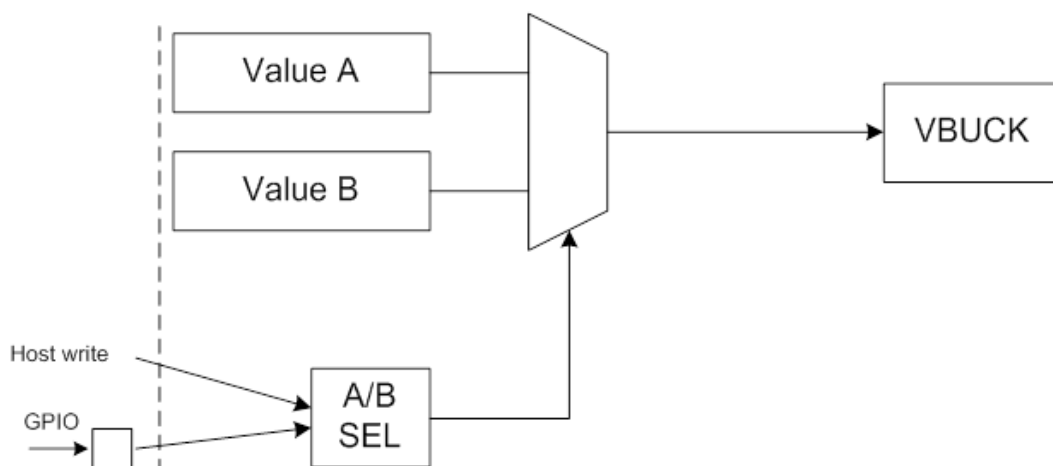 Value A
Value B
VBUCK
Host write
GPIO
A/B
SEL